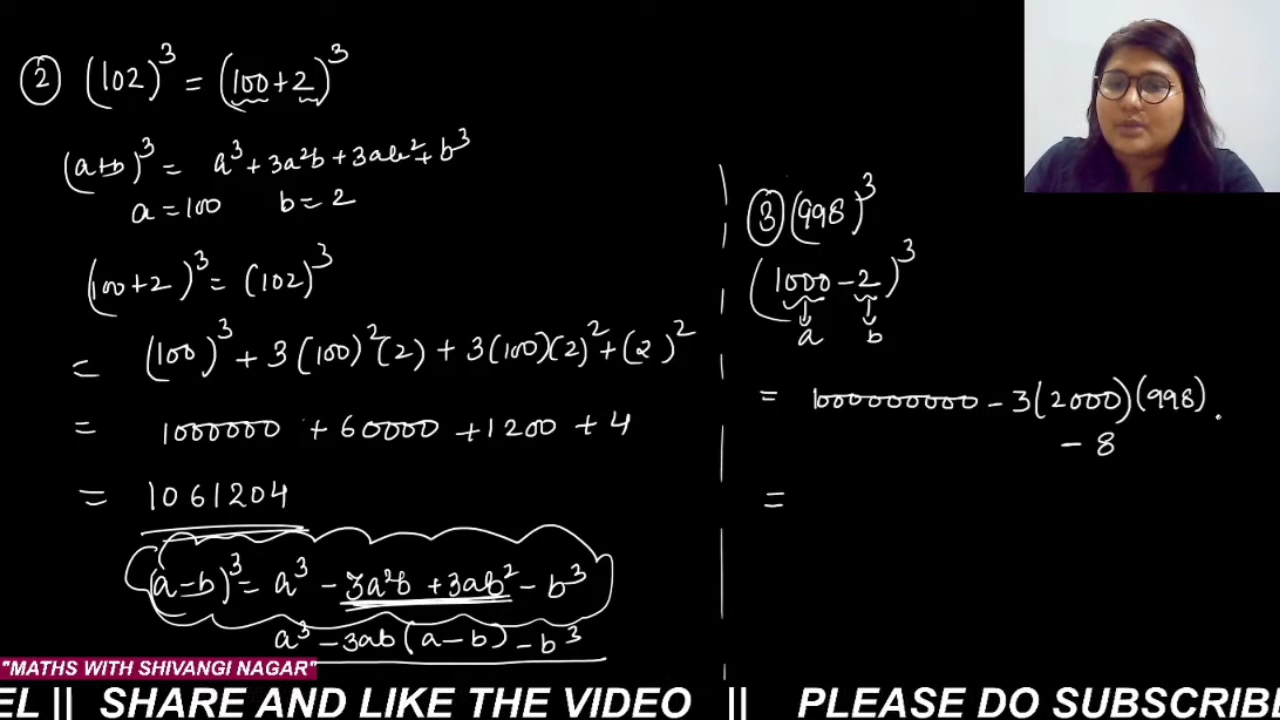 ② (102)³ = (100+2)³
(a+b)³ = a³ + 3a²b + 3ab² + b³
a = 100 b = 2
(100+2)³ = (102)³
= (100)³ + 3(100)²(2) + 3(100)(2)² + (2)²
= 1000000 + 60000 + 1200 + 4
= 1061204
(a-b)³ = a³ - 3a²b + 3ab² - b³
a³ - 3ab(a-b) - b³
③ (998)³
(1000 - 2)³
a b
= 1000000000 - 3(2000)(998)
- 8
=
"MATHS WITH SHIVANGI NAGAR"
EL || SHARE AND LIKE THE VIDEO || PLEASE DO SUBSCRIBE